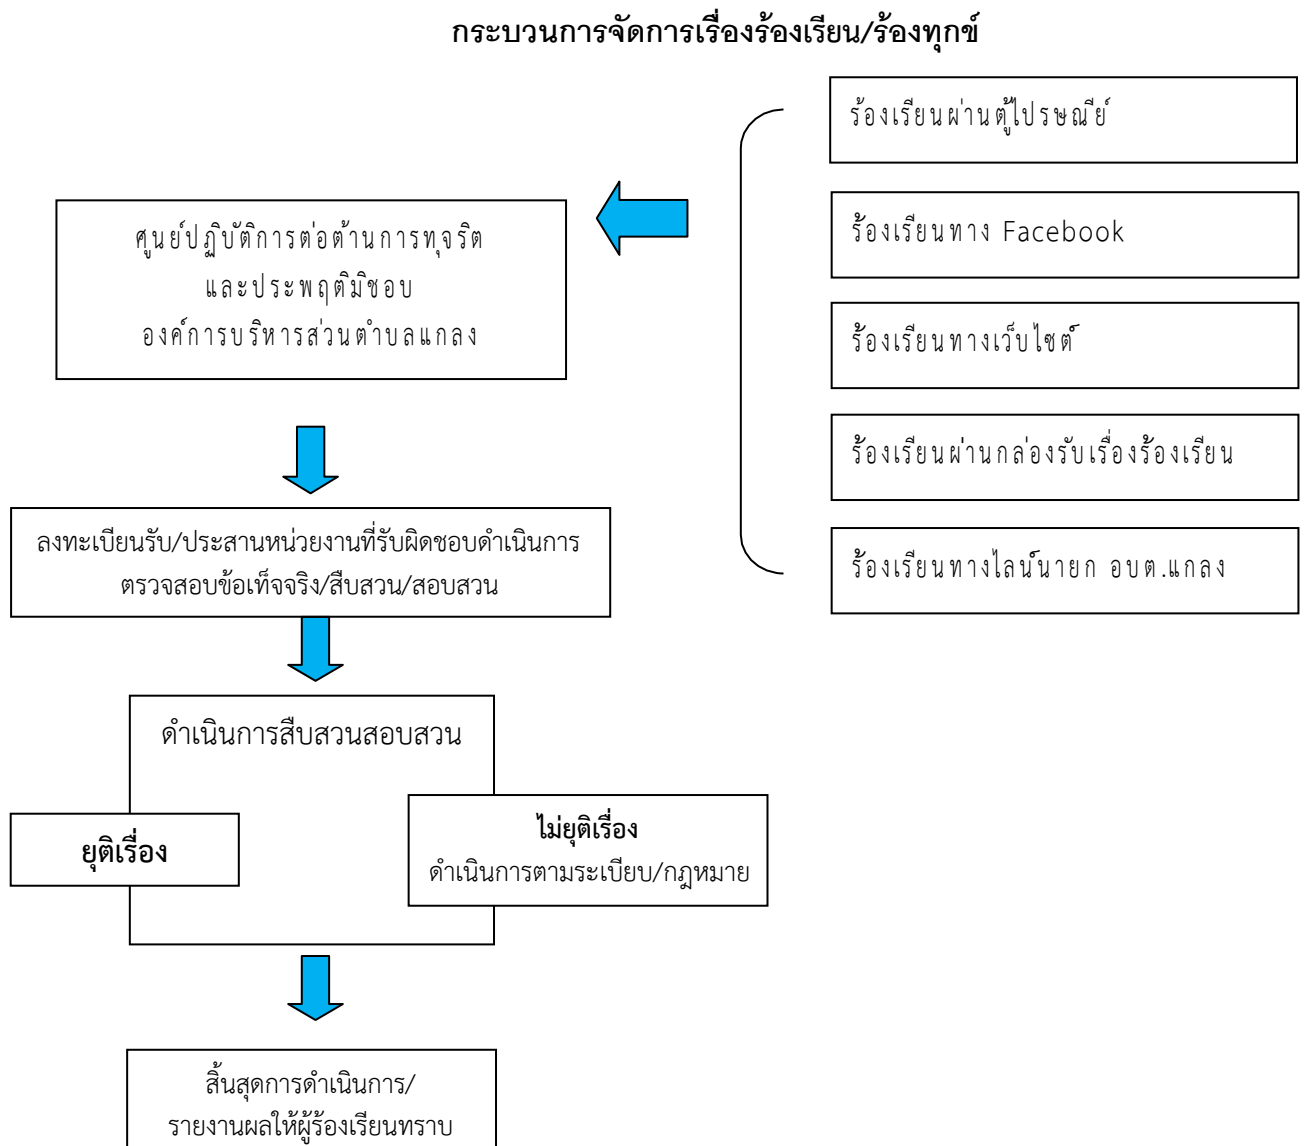 กระบวนการจัดการเรื่องร้องเรียน/ร้องทุกข์
ร้องเรียนผ่านตู้ไปรษณีย์
ร้องเรียนทาง Facebook
ร้องเรียนทางเว็บไซต์
ร้องเรียนผ่านกล่องรับเรื่องร้องเรียน
ร้องเรียนทางไลน์นายก อบต.แกลง
ศูนย์ปฏิบัติการต่อต้านการทุจริต
และประพฤติมิชอบ
องค์การบริหารส่วนตำบลแกลง
ลงทะเบียนรับ/ประสานหน่วยงานที่รับผิดชอบดำเนินการ
ตรวจสอบข้อเท็จจริง/สืบสวน/สอบสวน
ดำเนินการสืบสวนสอบสวน
ยุติเรื่อง
ไม่ยุติเรื่อง
ดำเนินการตามระเบียบ/กฎหมาย
สิ้นสุดการดำเนินการ/
รายงานผลให้ผู้ร้องเรียนทราบ